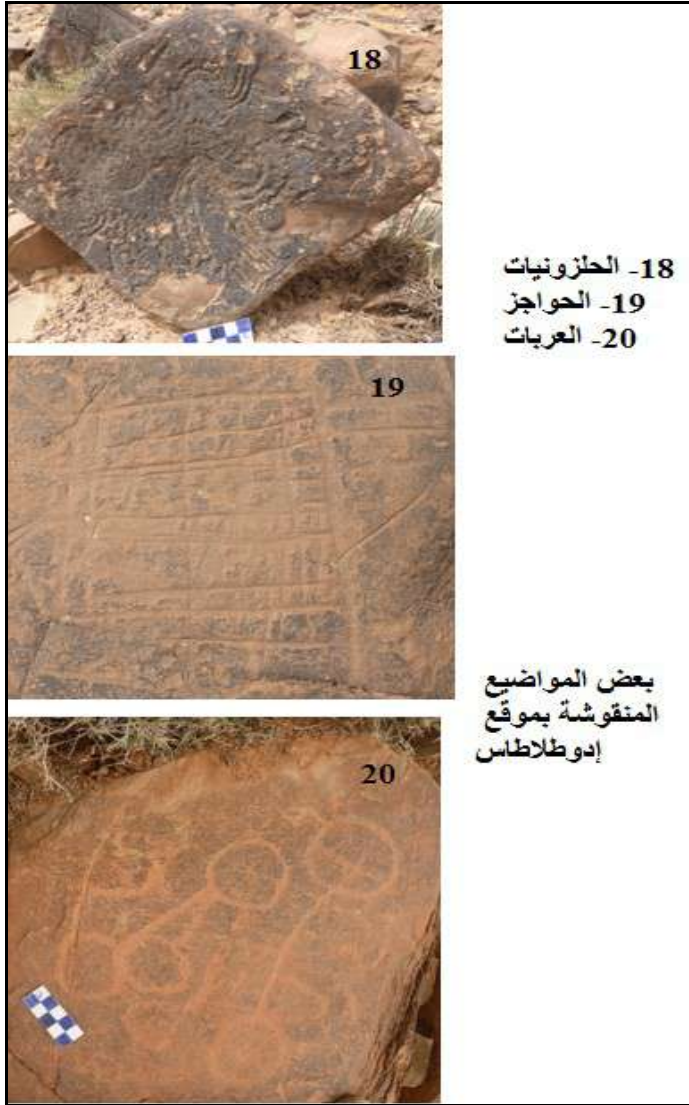 18
18- الحلزونيات
19- الحواجز
20- العربات
19
بعض المواضيع
المنقوشة بموقع
إدوطلاطاس
20